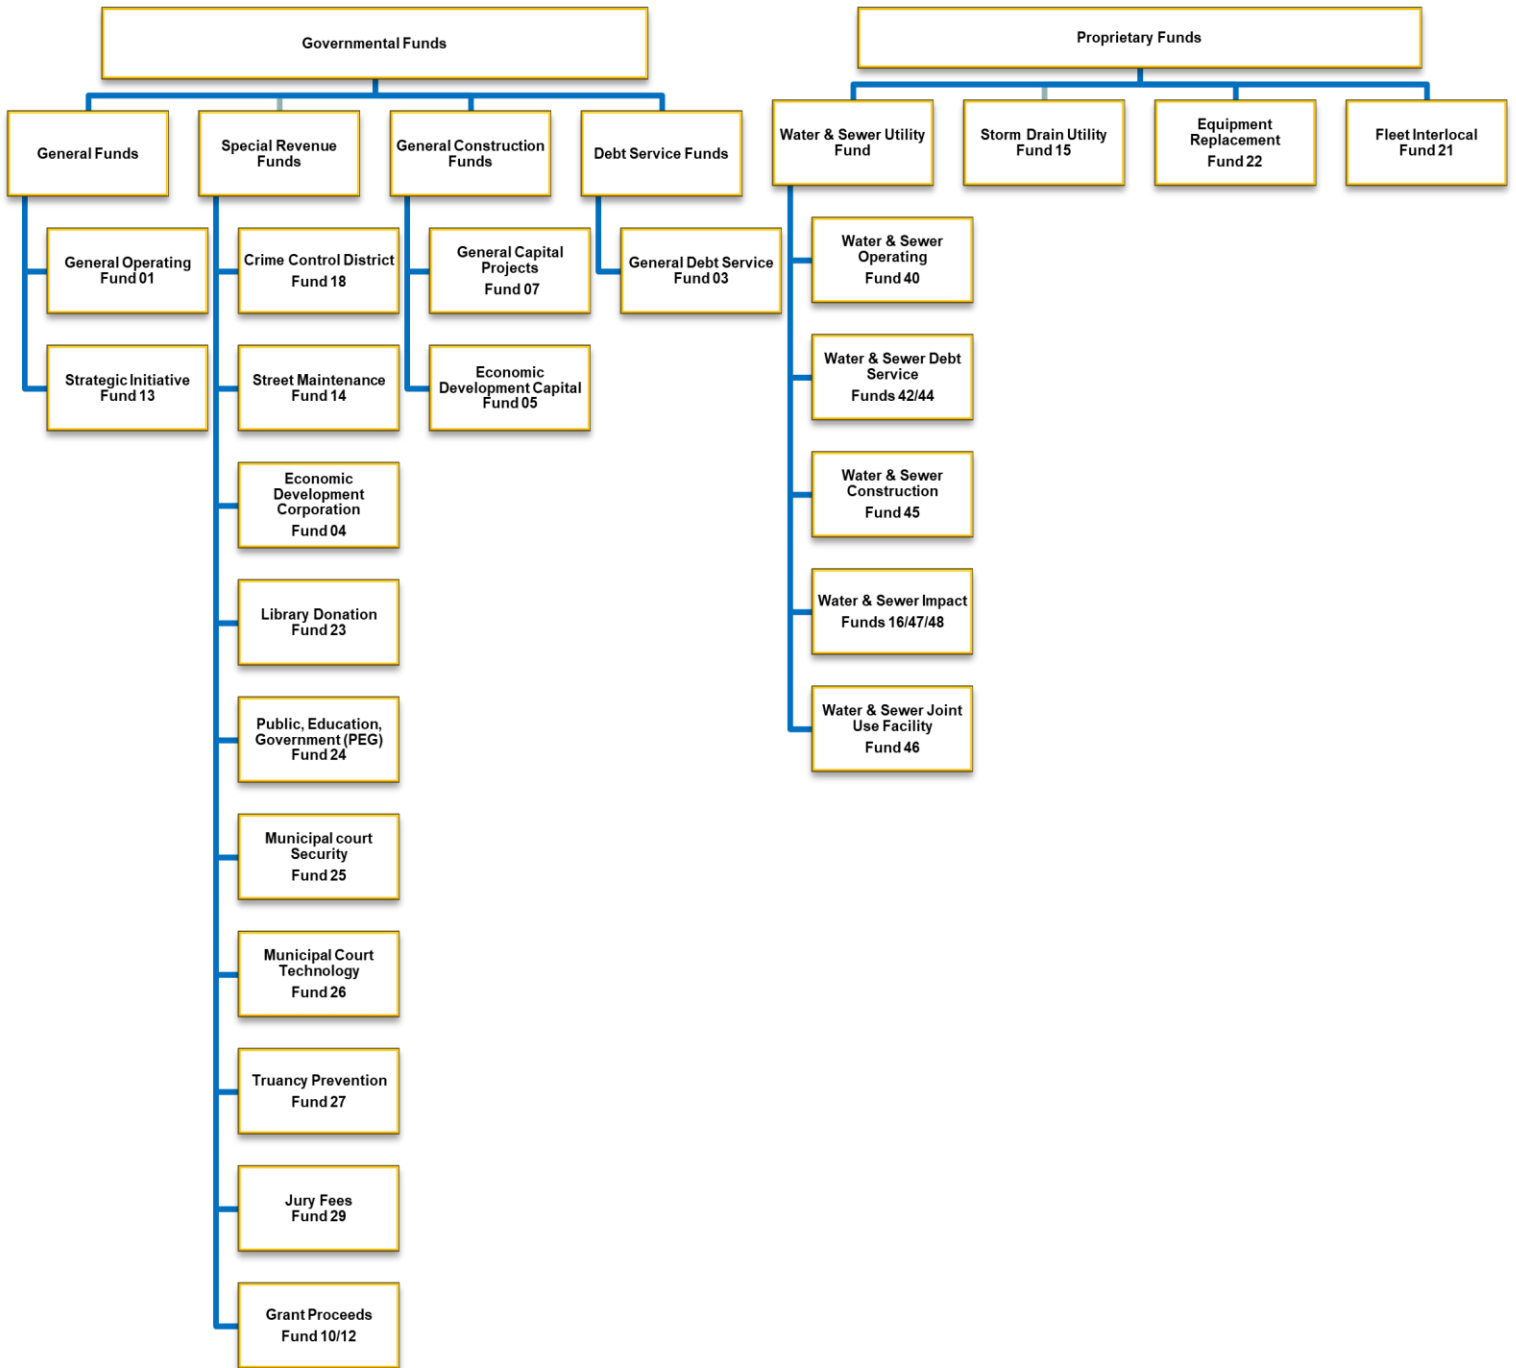 Governmental Funds
General Funds
General Operating
Fund 01
Strategic Initiative
Fund 13
Special Revenue
Funds
Crime Control District
Fund 18
Street Maintenance
Fund 14
Economic
Development
Corporation
Fund 04
Library Donation
Fund 23
Public, Education,
Government (PEG)
Fund 24
Municipal court
Security
Fund 25
Municipal Court
Technology
Fund 26
Truancy Prevention
Fund 27
Jury Fees
Fund 29
Grant Proceeds
Fund 10/12
General Construction
Funds
General Capital
Projects
Fund 07
Economic
Development Capital
Fund 05
Debt Service Funds
General Debt Service
Fund 03
Proprietary Funds
Water & Sewer Utility
Fund
Water & Sewer
Operating
Fund 40
Water & Sewer Debt
Service
Funds 42/44
Water & Sewer
Construction
Fund 45
Water & Sewer Impact
Funds 16/47/48
Water & Sewer Joint
Use Facility
Fund 46
Storm Drain Utility
Fund 15
Equipment
Replacement
Fund 22
Fleet Interlocal
Fund 21